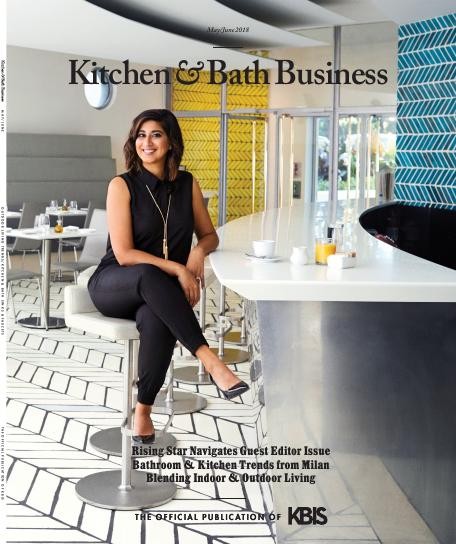 May/June 2018
Kitchen & Bath Business
Rising Star Navigates Guest Editor Issue
Bathroom & Kitchen Trends from Milan
Blending Indoor & Outdoor Living
THE OFFICIAL PUBLICATION OF KBIS